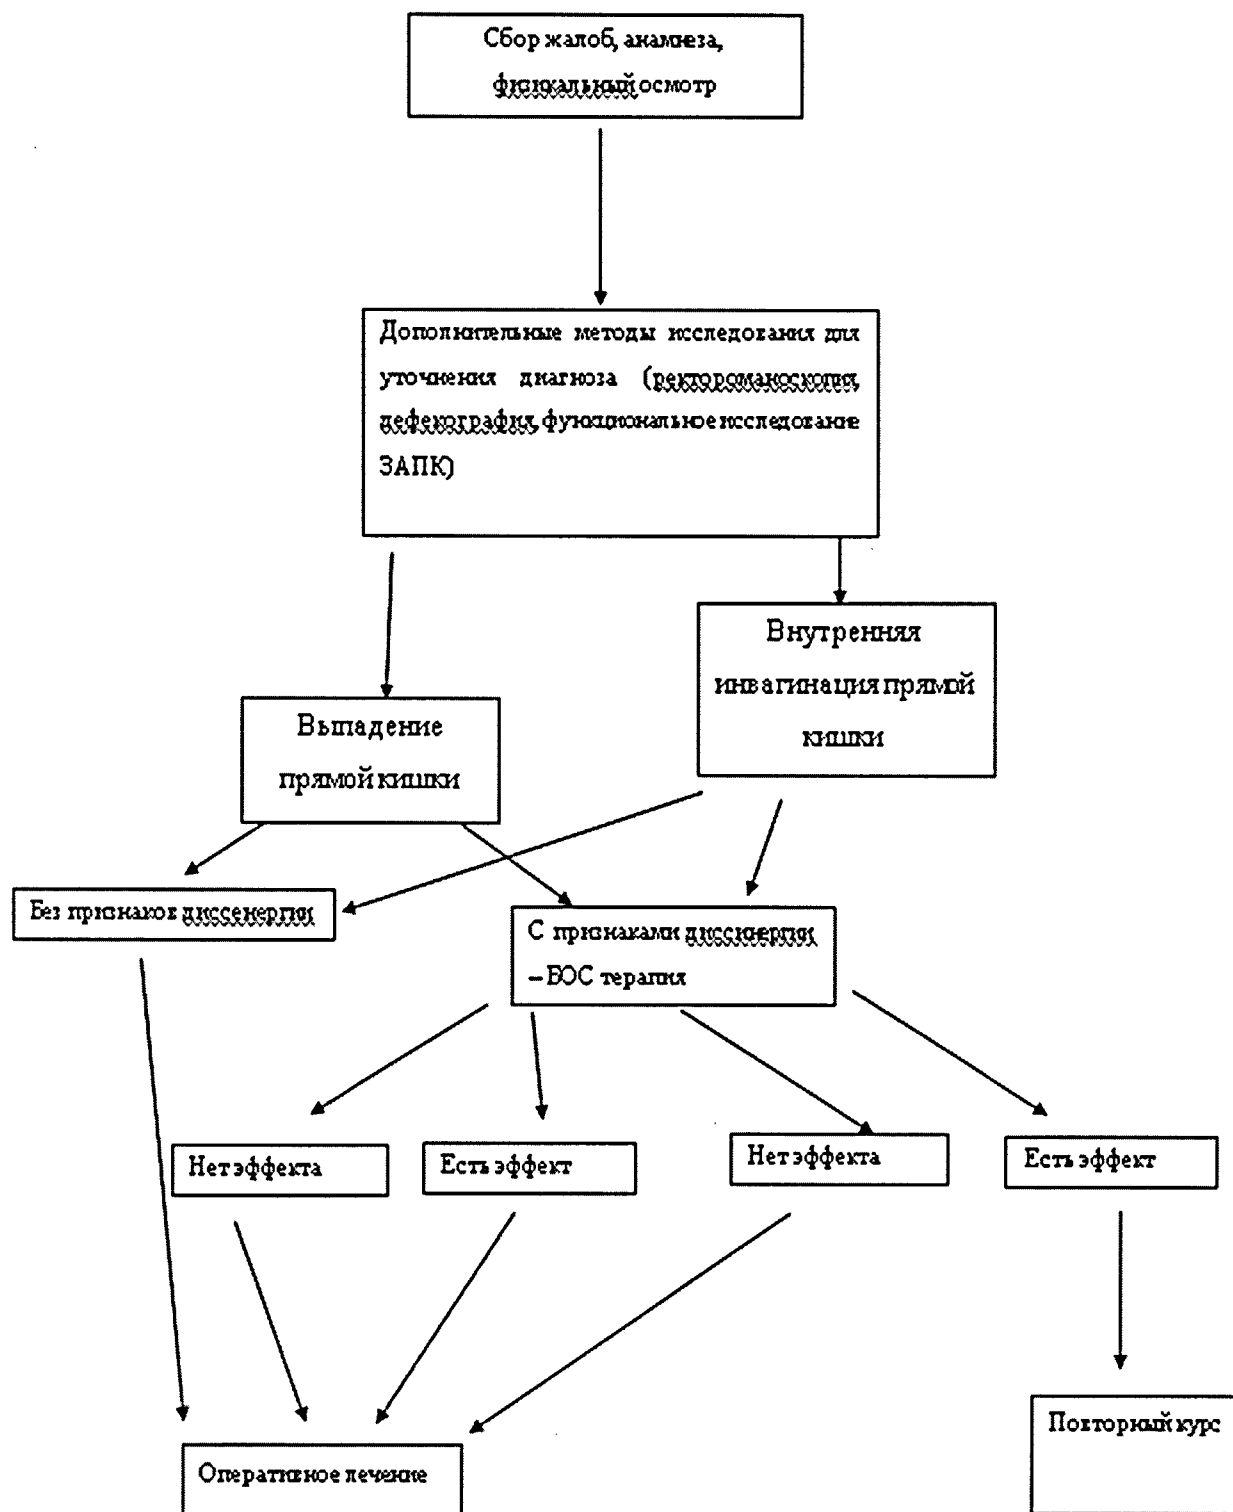 Сбор жалоб, анамнеза,
физикальный осмотр
Дополнительные методы исследования для
уточнения диагноза (ректороманоскопия,
дефекография, функциональное исследование
ЗАПК)
Внутренняя
инвагинация прямой
кишки
Выпадение
прямой кишки
Без признаков диссенергии
С признаками диссинергии
– БОС терапия
Нет эффекта
Есть эффект
Нет эффекта
Есть эффект
Повторный курс
Оперативное лечение